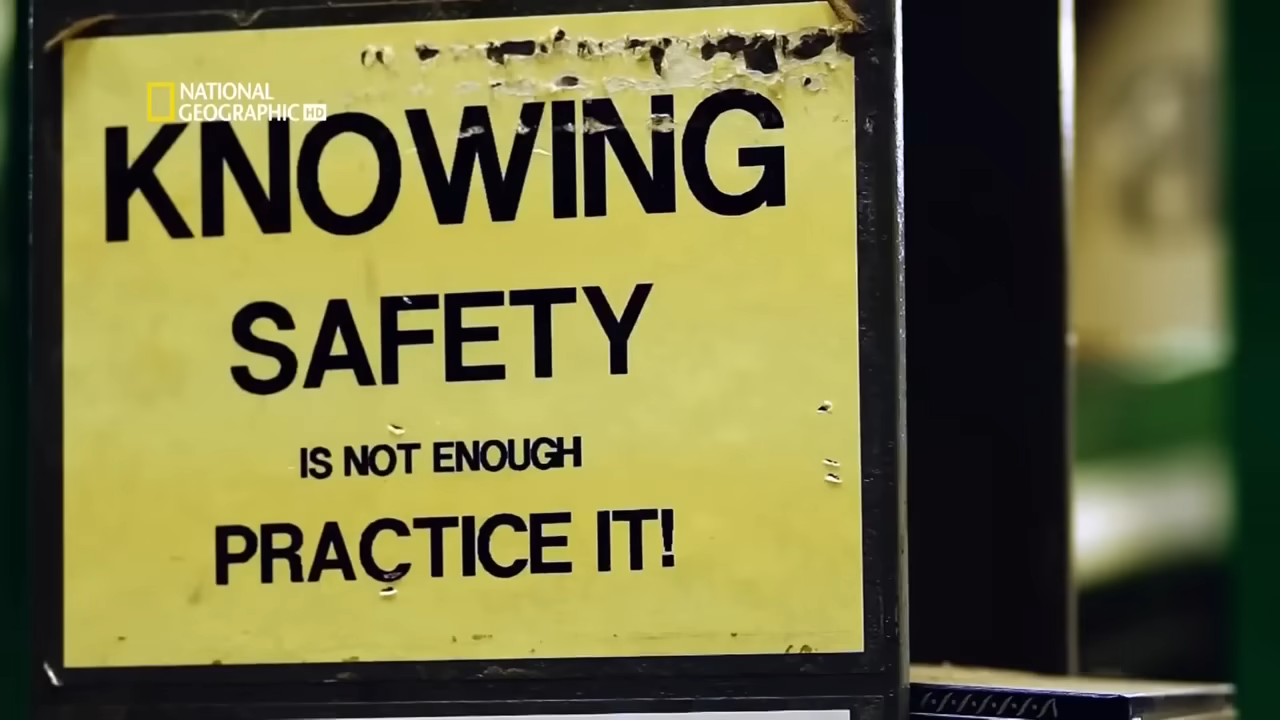 NATIONAL
GEOGRAPHIC HD
KNOWING
SAFETY
IS NOT ENOUGH
PRACTICE IT!